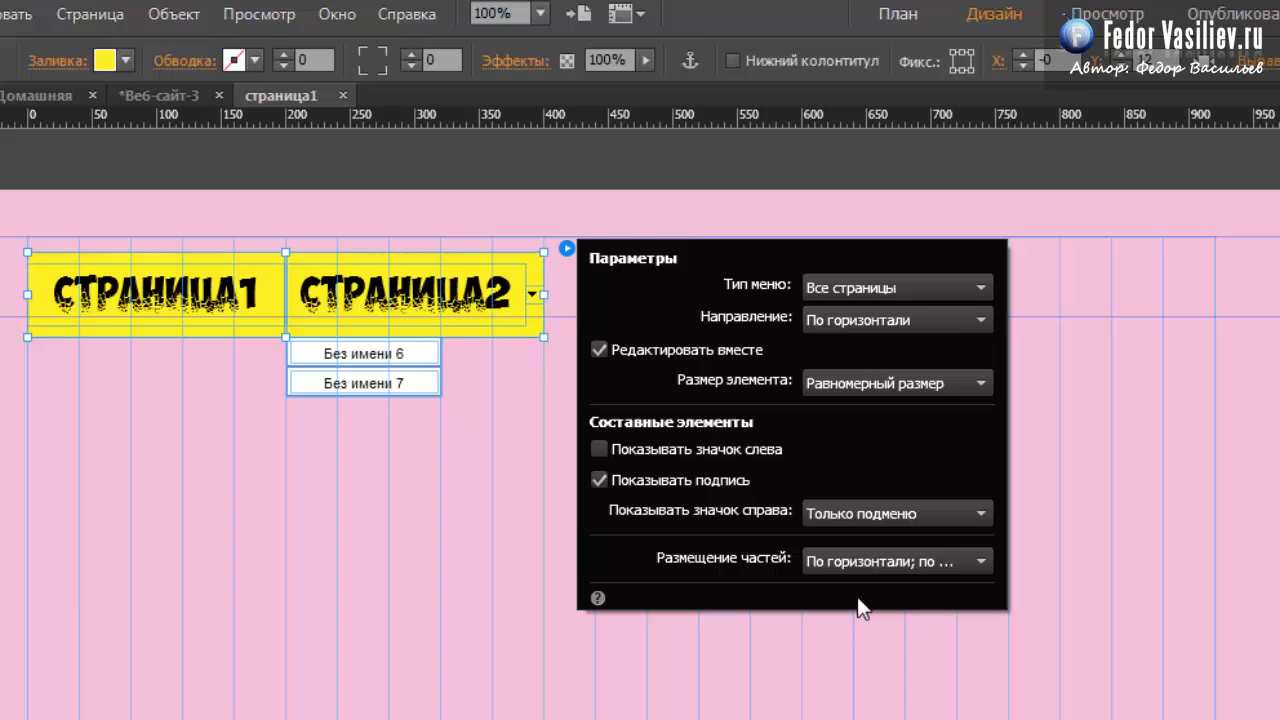 овать Страница Объект Просмотр Окно Справка 100% План Дизайн Просмотр Опубликова
Fedor Vasiliev.ru
Автор: Федор Васильев
Заливка: Обводка: 0 0 Эффекты: 100% Нижний колонтитул Фикс.: X: -0 Y:
Домашняя × *Веб-сайт-3 × страница1 ×
0 50 100 150 200 250 300 350 400 450 500 550 600 650 700 750 800 850 900 950
СТРАНИЦА1 СТРАНИЦА2
Без имени 6
Без имени 7
Параметры
Тип меню: Все страницы
Направление: По горизонтали
Редактировать вместе
Размер элемента: Равномерный размер
Составные элементы
Показывать значок слева
Показывать подпись
Показывать значок справа: Только подменю
Размещение частей: По горизонтали; по ...
?